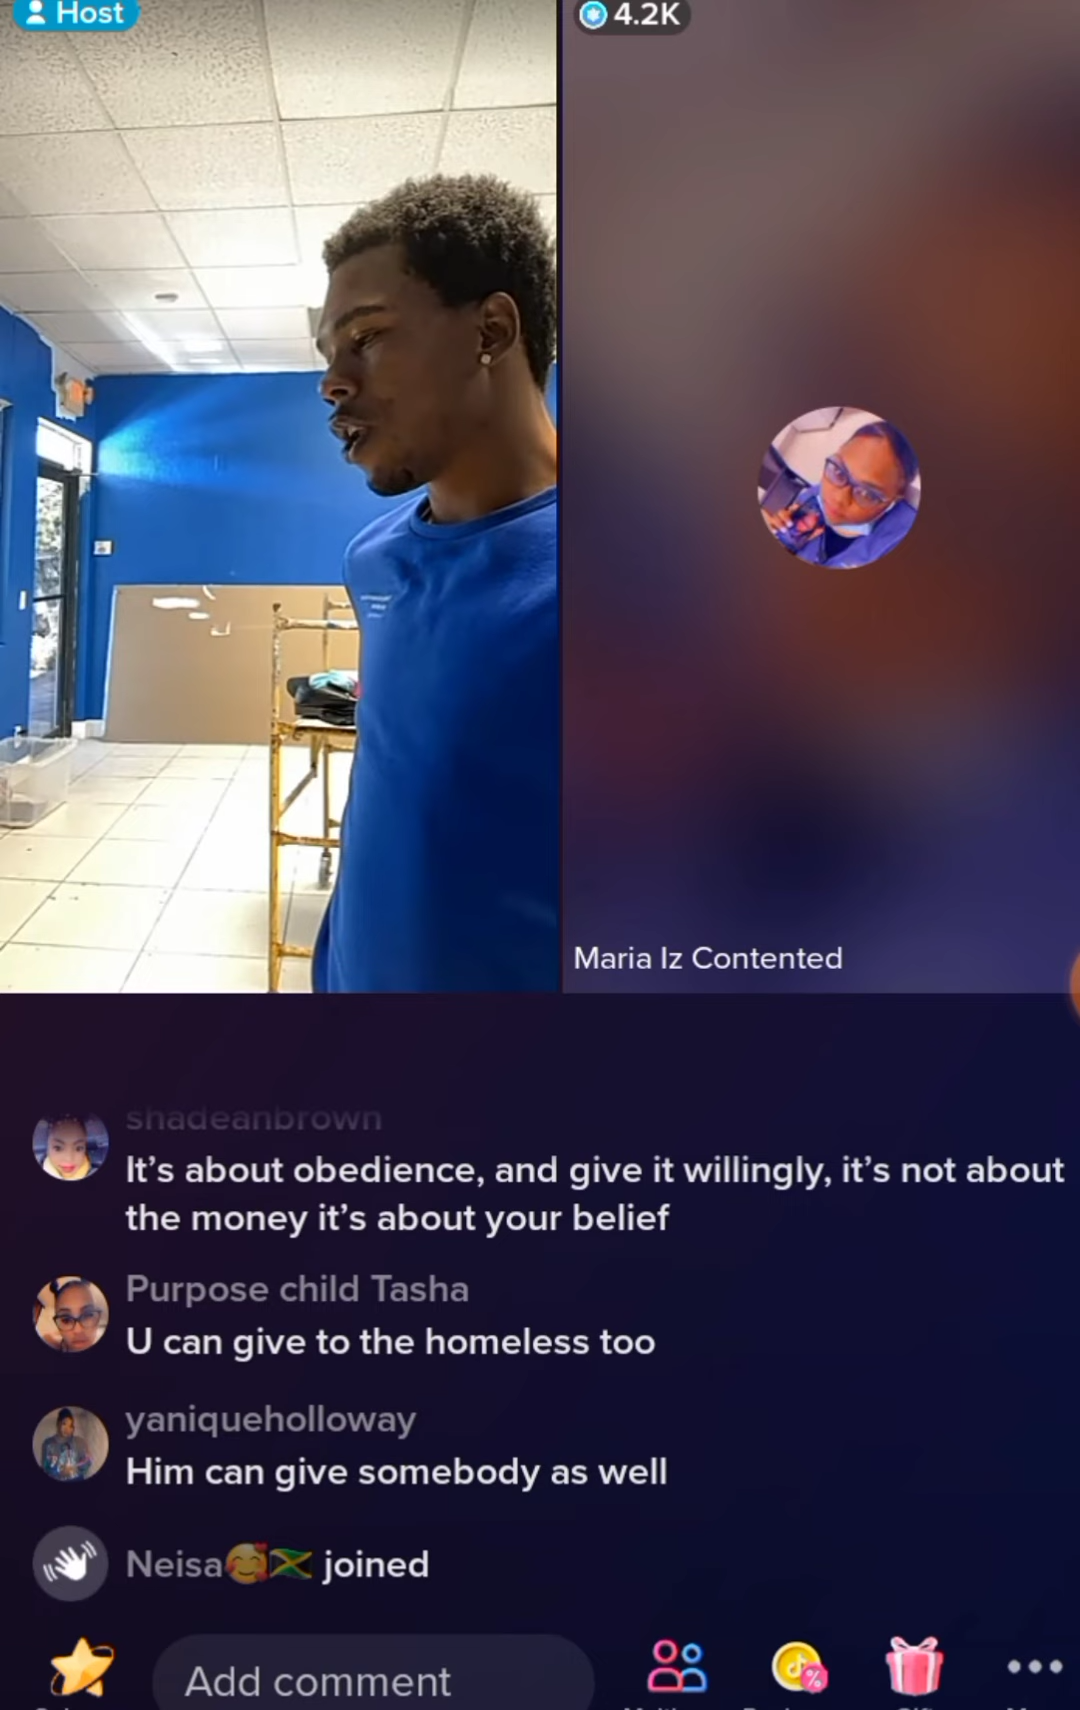 Host
4.2K
Maria Iz Contented
shadeanbrown
It's about obedience, and give it willingly, it's not about
the money it's about your belief
Purpose child Tasha
U can give to the homeless too
yaniqueholloway
Him can give somebody as well
Neisa🥰🇯🇲 joined
Add comment